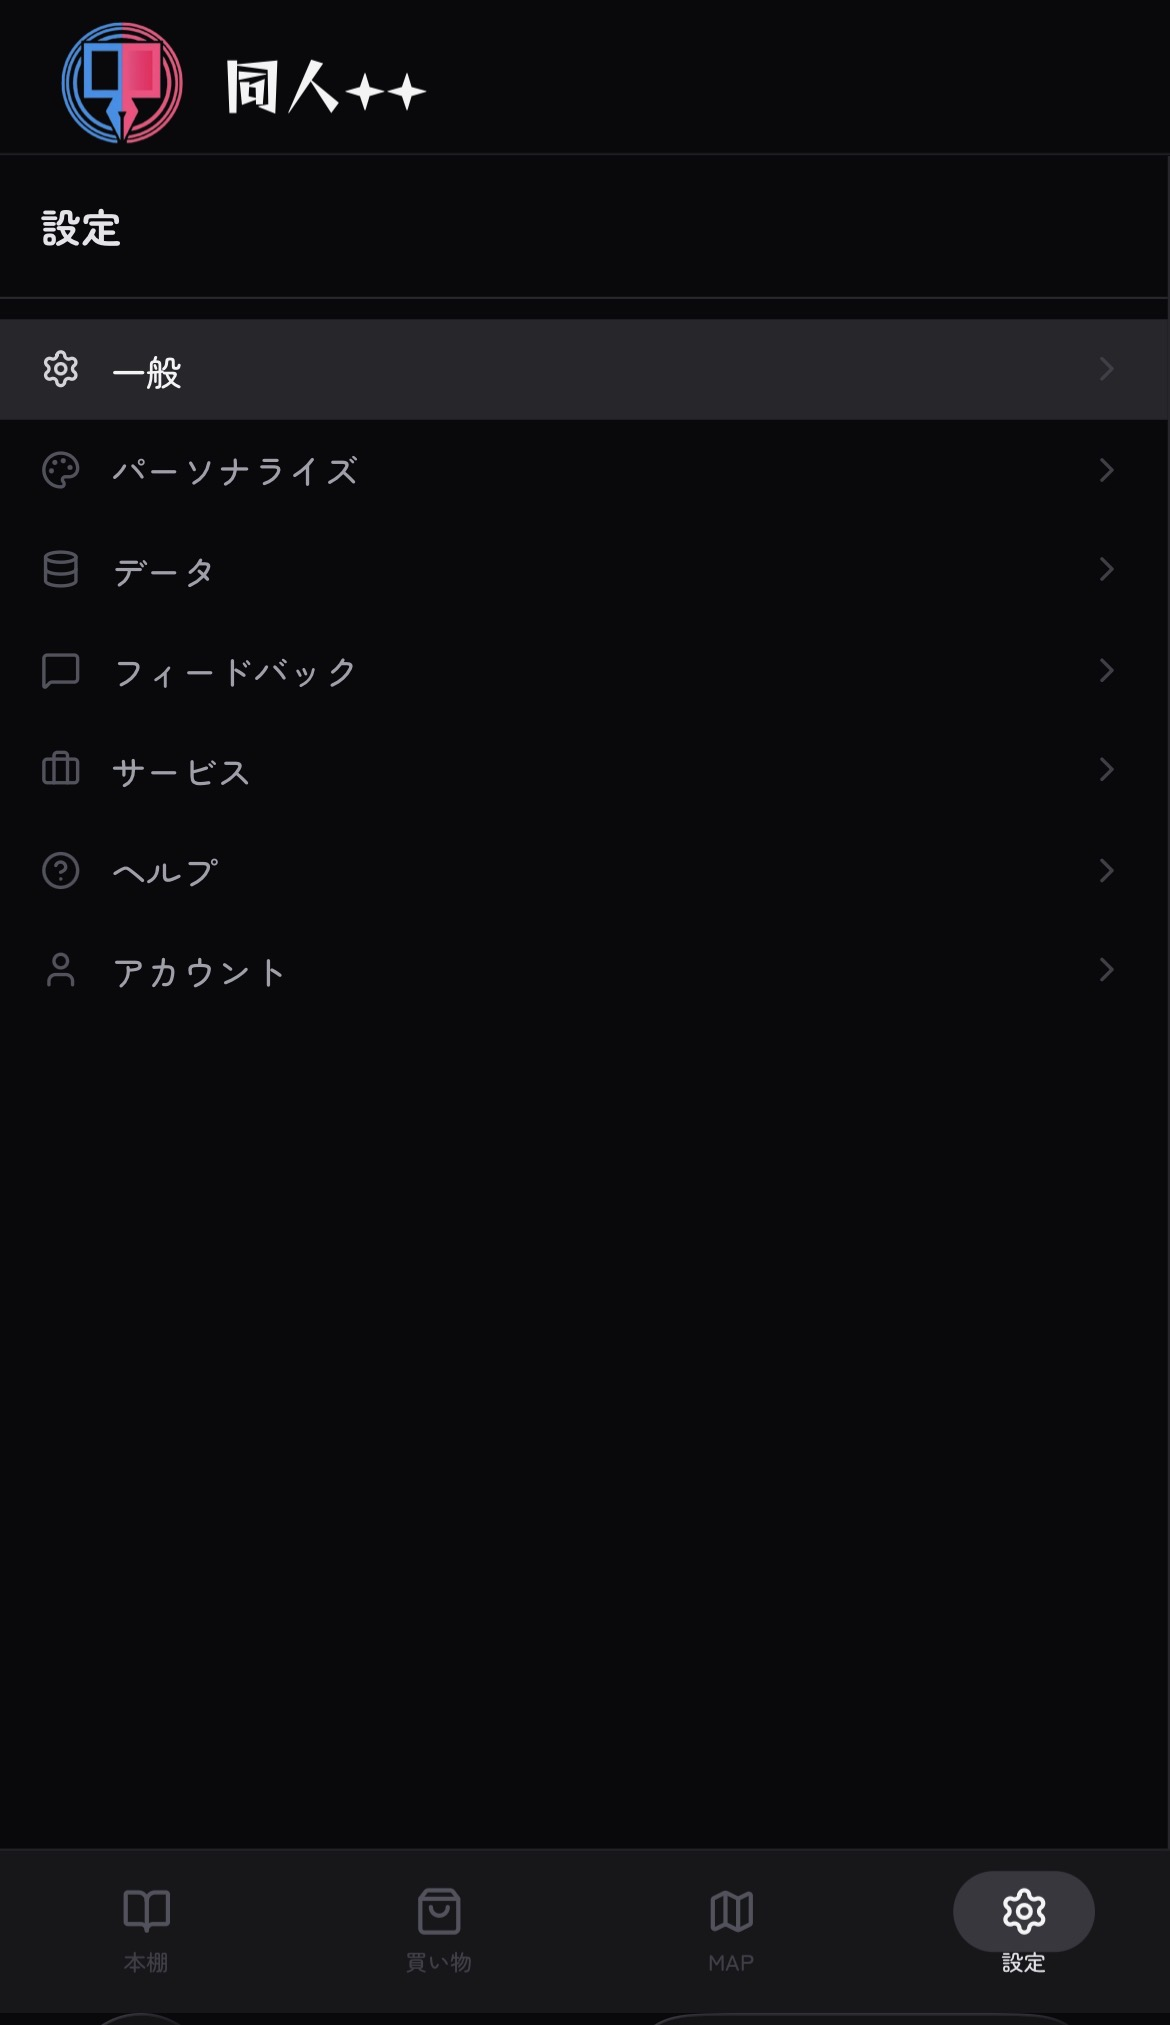 同人✦✦
設定
一般
パーソナライズ
データ
フィードバック
サービス
ヘルプ
アカウント
本棚 買い物 MAP 設定